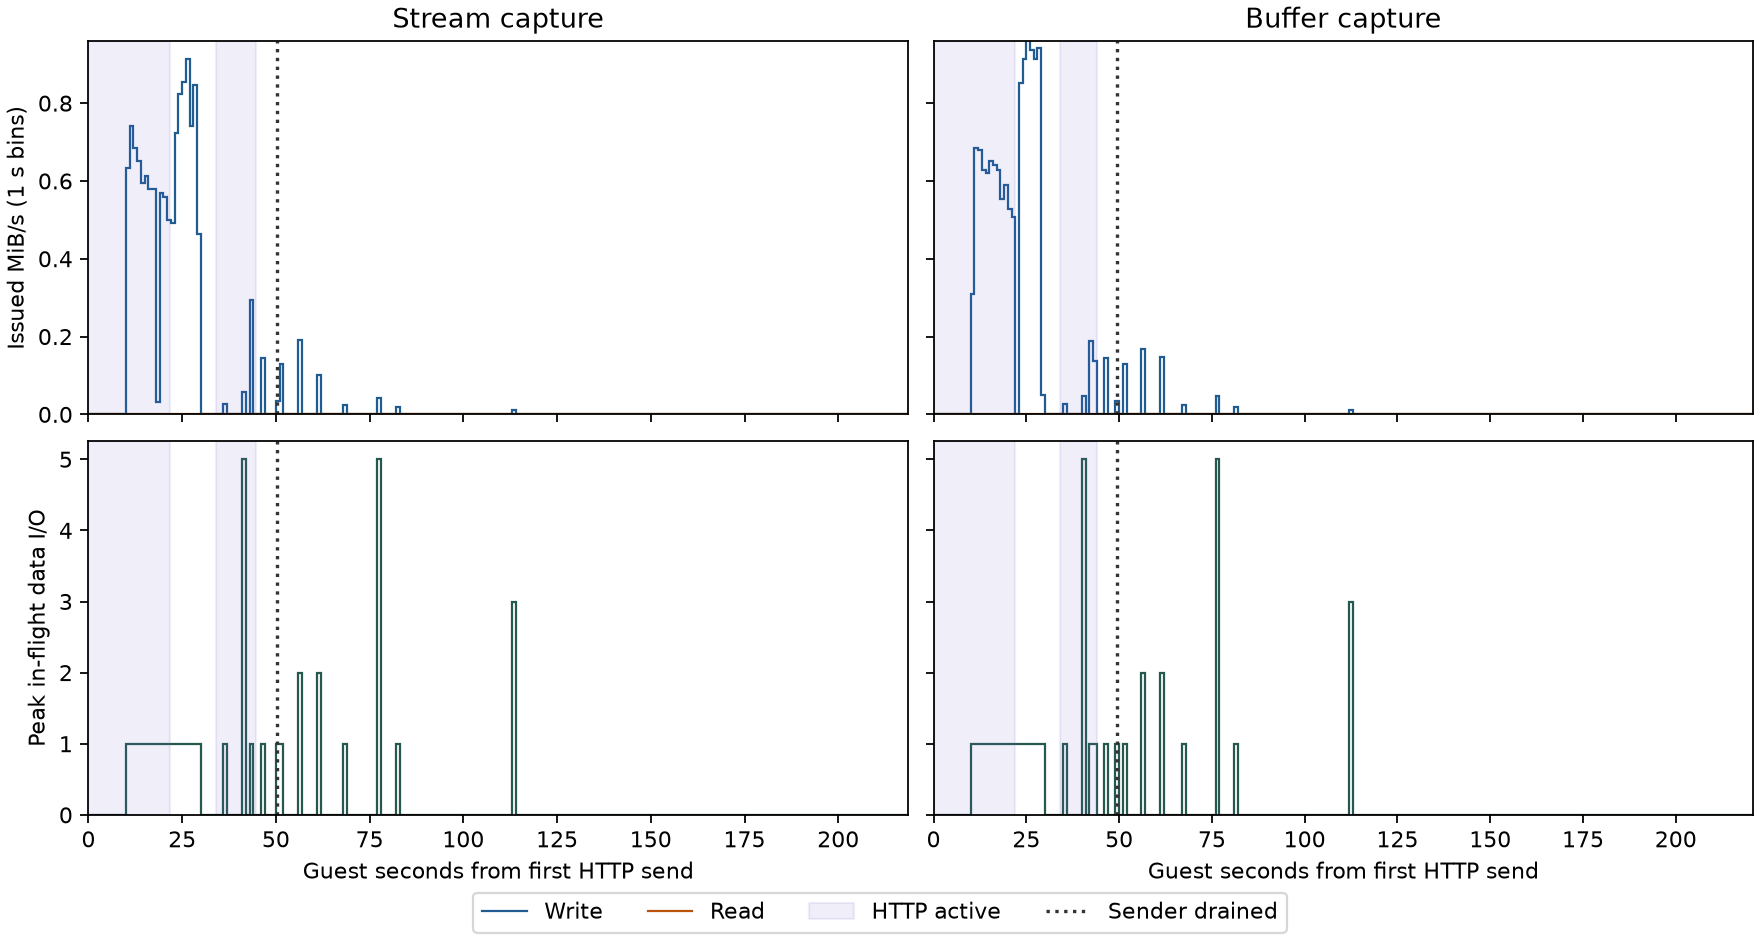 Stream capture
Buffer capture
Issued MiB/s (1 s bins)
0.8
0.6
0.4
0.2
0.0
Peak in-flight data I/O
5
4
3
2
1
0
0 25 50 75 100 125 150 175 200
0 25 50 75 100 125 150 175 200
Guest seconds from first HTTP send
Guest seconds from first HTTP send
Write Read HTTP active Sender drained